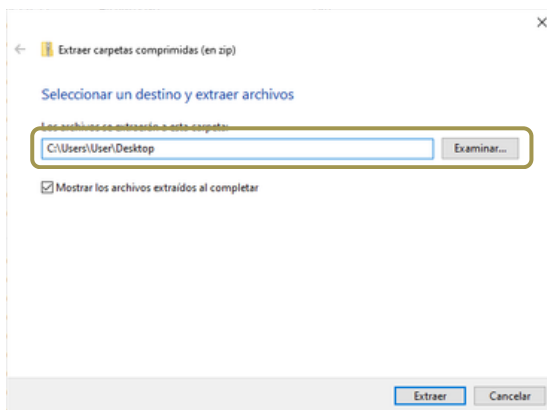 Extraer carpetas comprimidas (en zip)
Seleccionar un destino y extraer archivos
Los archivos se extraerán a esta carpeta:
C:\Users\User\Desktop
Examinar...
Mostrar los archivos extraídos al completar
Extraer
Cancelar